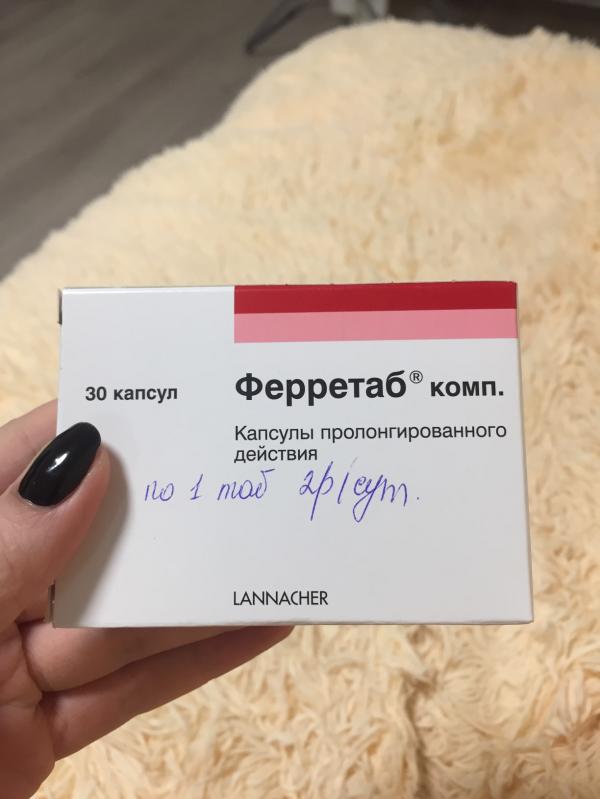 30 капсул
Ферретаб® комп.
Капсулы пролонгированного
действия
по 1 таб 2р/сут.
LANNACHER